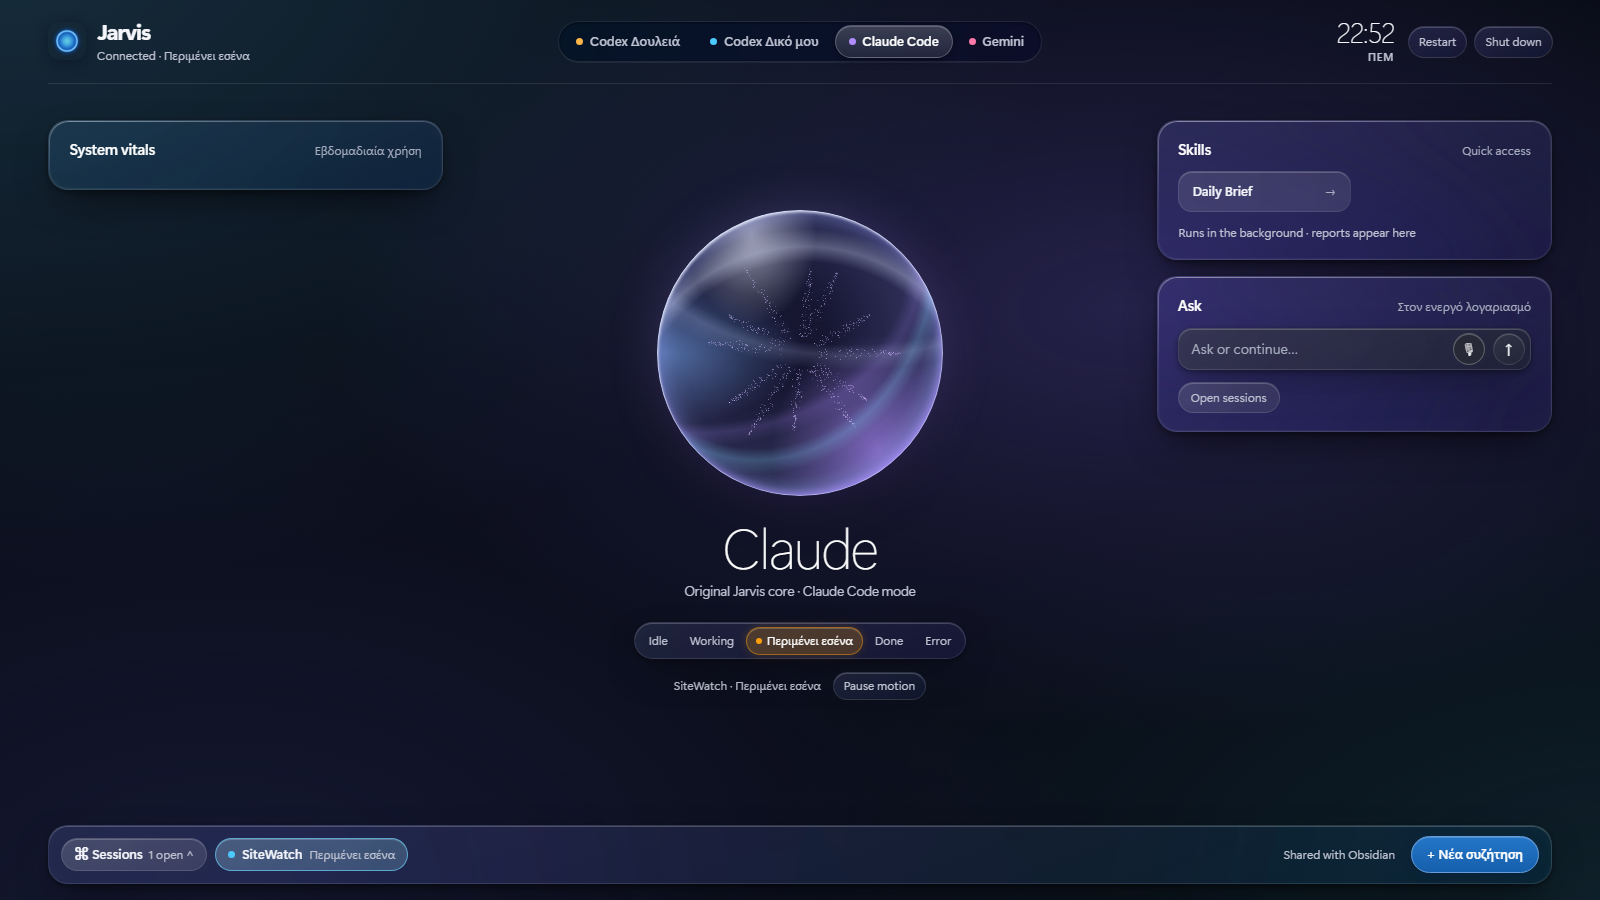 Jarvis
Connected · Περιμένει εσένα
Codex Δουλειά
Codex Δικό μου
Claude Code
Gemini
22:52
ΠΕΜ
Restart
Shut down
System vitals
Εβδομαδιαία χρήση
Skills
Quick access
Daily Brief →
Runs in the background · reports appear here
Ask
Στον ενεργό λογαριασμό
Ask or continue...
↑
Open sessions
Claude
Original Jarvis core · Claude Code mode
Idle
Working
Περιμένει εσένα
Done
Error
SiteWatch · Περιμένει εσένα
Pause motion
⌘ Sessions 1 open ^
SiteWatch Περιμένει εσένα
Shared with Obsidian
+ Νέα συζήτηση